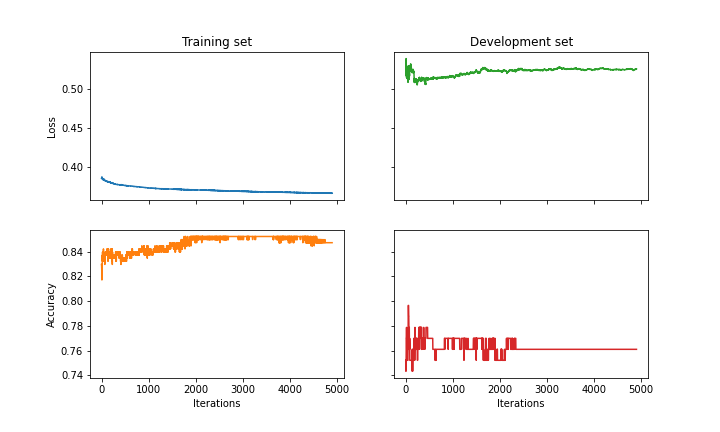 Training set
Development set
0.50
0.45
0.40
Loss
0.84
0.82
0.80
0.78
0.76
0.74
Accuracy
0 1000 2000 3000 4000 5000
0 1000 2000 3000 4000 5000
Iterations
Iterations